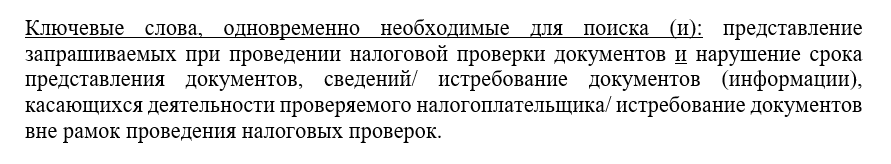 Ключевые слова, одновременно необходимые для поиска (и): представление
запрашиваемых при проведении налоговой проверки документов и нарушение срока
представления документов, сведений/ истребование документов (информации),
касающихся деятельности проверяемого налогоплательщика/ истребование документов
вне рамок проведения налоговых проверок.